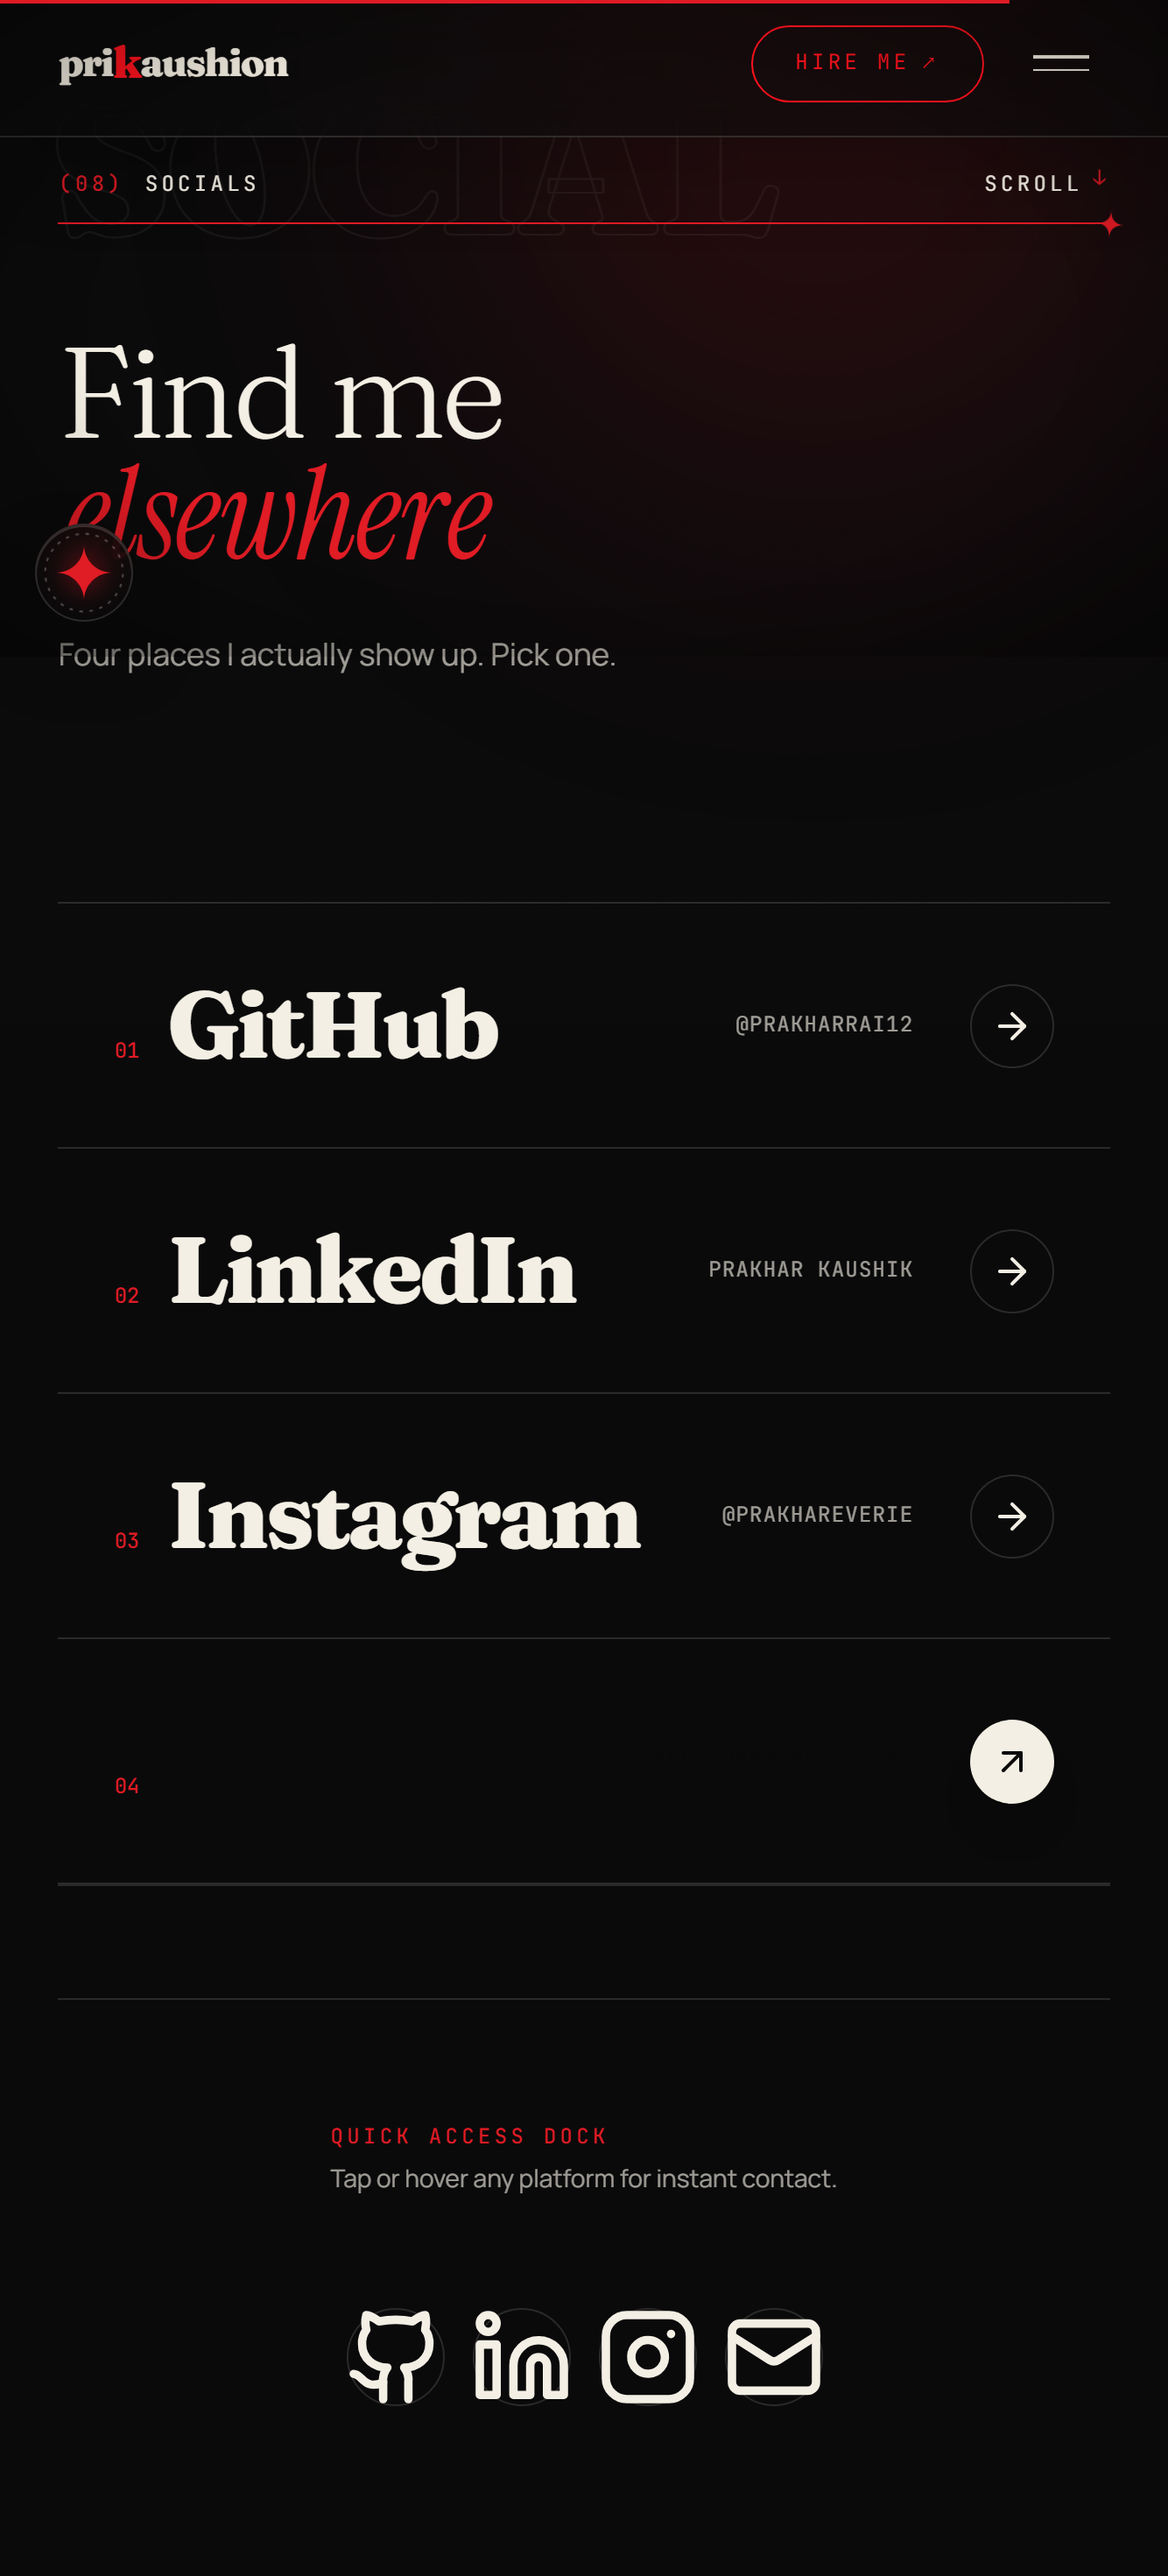 prikaushion
HIRE ME ↗
SOCIAL
(08) SOCIALS
SCROLL ↓
Find me
elsewhere
Four places I actually show up. Pick one.
01 GitHub @PRAKHARRAI12
02 LinkedIn PRAKHAR KAUSHIK
03 Instagram @PRAKHAREVERIE
04
QUICK ACCESS DOCK
Tap or hover any platform for instant contact.